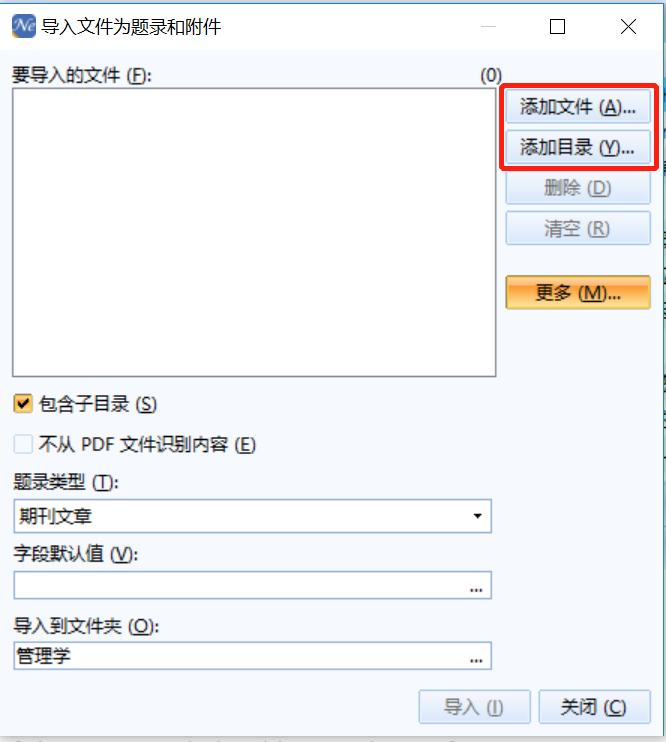 Ne 导入文件为题录和附件
要导入的文件 (F):
(0)
添加文件 (A)...
添加目录 (Y)...
删除 (D)
清空 (R)
更多 (M)...
包含子目录 (S)
不从 PDF 文件识别内容 (E)
题录类型 (T):
期刊文章
字段默认值 (V):
...
导入到文件夹 (O):
管理学 ...
导入 (I) 关闭 (C)